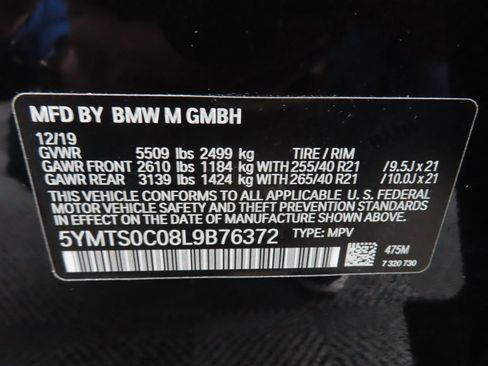 MFD BY BMW M GMBH
12/19
GVWR 5509 lbs 2499 kg TIRE / RIM
GAWR FRONT 2610 lbs 1184 kg WITH 255/40 R21 / 9.5J x 21
GAWR REAR 3139 lbs 1424 kg WITH 265/40 R21 / 10.0J x 21
THIS VEHICLE CONFORMS TO ALL APPLICABLE U. S. FEDERAL
MOTOR VEHICLE SAFETY AND THEFT PREVENTION STANDARDS
IN EFFECT ON THE DATE OF MANUFACTURE SHOWN ABOVE.
5YMTS0C08L9B76372 TYPE: MPV
475M
7 320 730